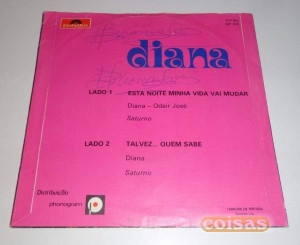 Polydor
diana
LADO 1 ESTA NOITE MINHA VIDA VAI MUDAR
Diana – Odair José
Saturno
LADO 2 TALVEZ... QUEM SABE
Diana
Saturno
Distribuição
phonogram
coisas